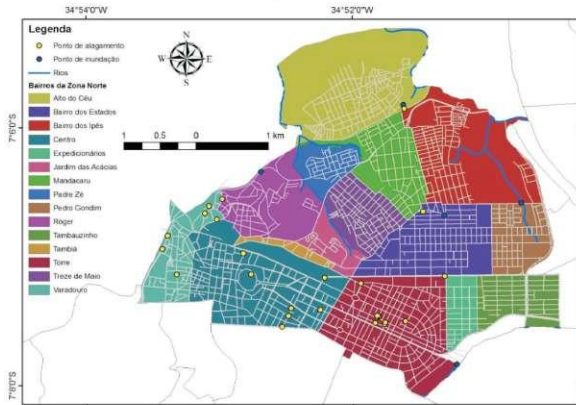 34°54'0"O 34°52'0"O
Legenda
Ponto de alagamento
Ponto de inundação
Rios
Bairros da Zona Norte
Alto do Céu
Bairro dos Estados
Bairro dos Ipês
Centro
Expedicionários
Jardim das Acácias
Mandacaru
Padre Zé
Pedro Gondim
Róger
Tambauzinho
Tambiá
Torre
Treze de Maio
Varadouro
N
W E
S
1 0.5 0 1 km
7°6'0"S
7°8'0"S